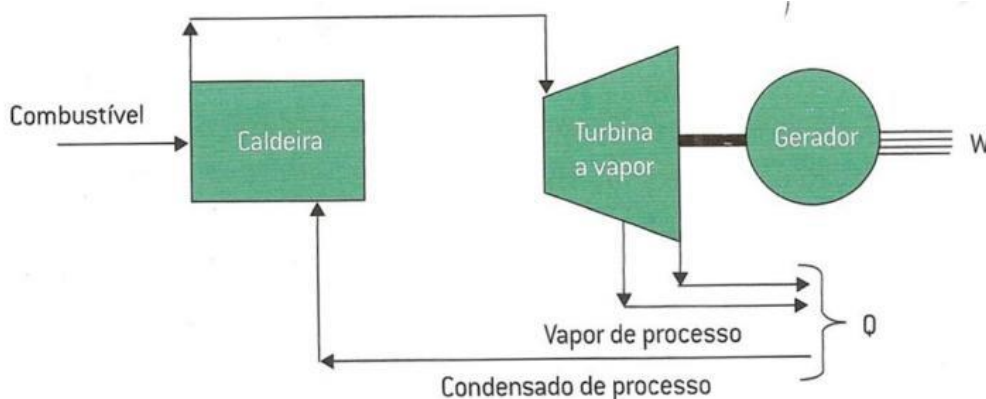 Combustível
Caldeira
Turbina
a vapor
Gerador
W
Vapor de processo
Q
Condensado de processo